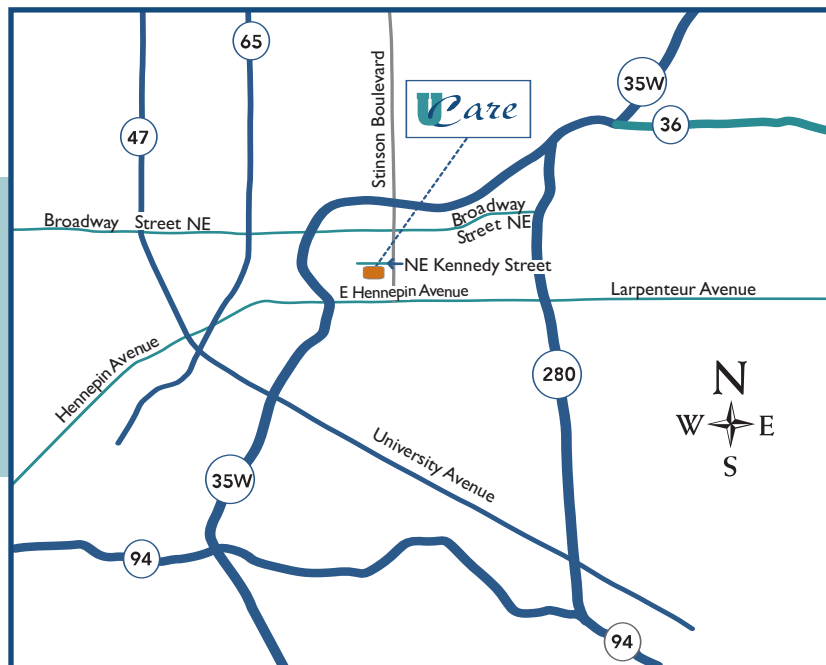 65
35W
Stinson Boulevard
UCare
36
47
Broadway Street NE
Broadway
Street NE
NE Kennedy Street
E Hennepin Avenue
Larpenteur Avenue
Hennepin Avenue
280
N
W E
S
University Avenue
35W
94
94